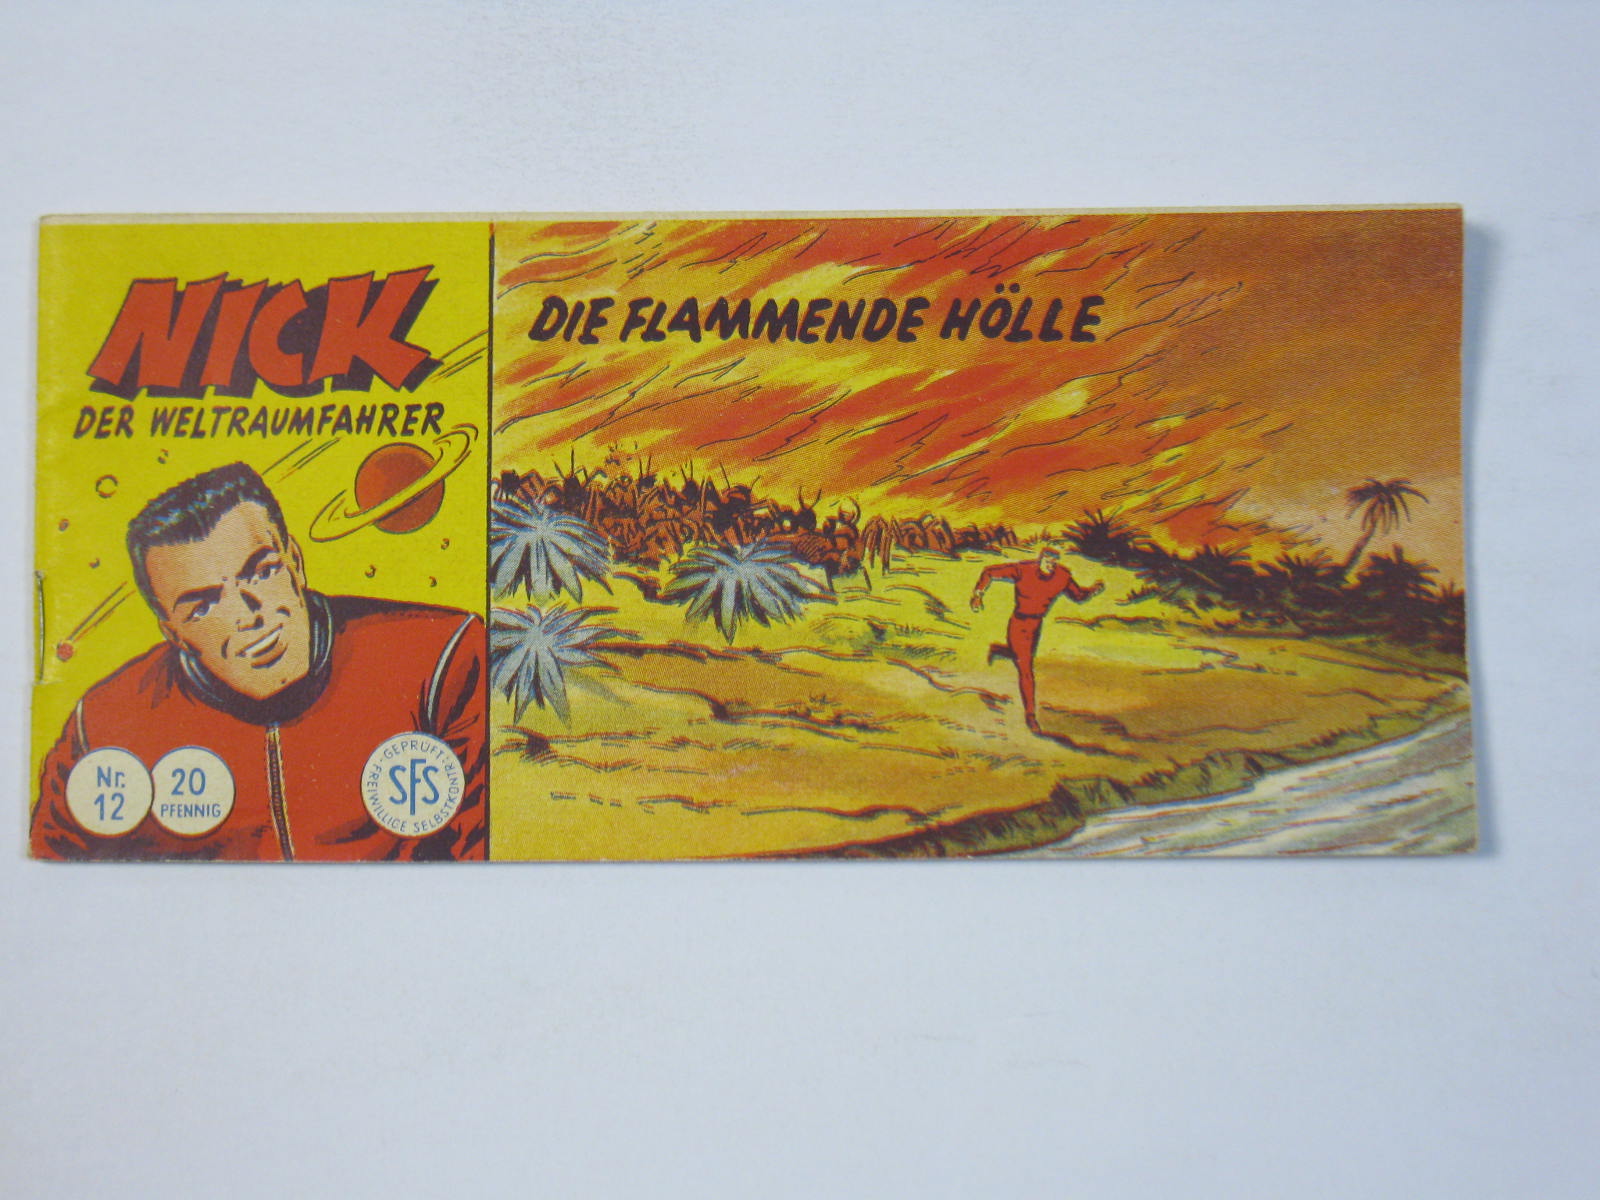 NICK
DER WELTRAUMFAHRER
DIE FLAMMENDE HÖLLE
Nr.
12
20
PFENNIG
GEPRÜFT
SFS
FREIWILLIGE SELBSTKONTR.